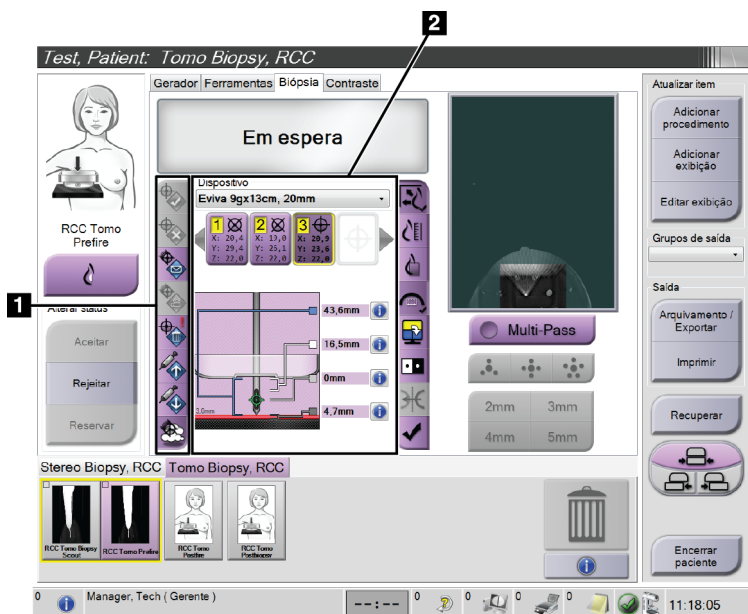 2
Test, Patient: Tomo Biopsy, RCC
Gerador Ferramentas Biópsia Contraste
Em espera
1
Dispositivo
Eviva 9gx13cm, 20mm
1
X: 20,4
Y: 29,4
Z: 22,0
2
X: 19,0
Y: 25,1
Z: 22,0
3
X: 20,9
Y: 23,6
Z: 22,0
43,6mm
16,5mm
0mm
4,7mm
RCC Tomo
Prefire
Alterar status
Aceitar
Rejeitar
Reservar
Multi-Pass
2mm 3mm
4mm 5mm
Atualizar item
Adicionar
procedimento
Adicionar
exibição
Editar exibição
Grupos de saída
Saída
Arquivamento /
Exportar
Imprimir
Recuperar
Encerrar
paciente
Stereo Biopsy, RCC Tomo Biopsy, RCC
RCC Tomo Biopsy
Scout
RCC Tomo Prefire
RCC Tomo
Postfire
RCC Tomo
Postbiopsy
0 Manager, Tech ( Gerente ) --:-- 0 0 0 0 11:18:05